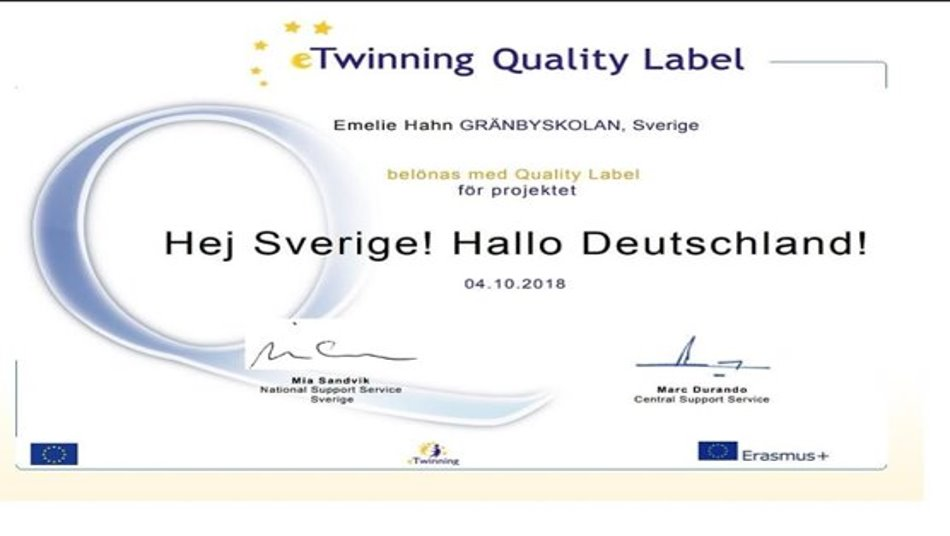 eTwinning Quality Label
Emelie Hahn GRÄNBYSKOLAN, Sverige
belönas med Quality Label
för projektet
Hej Sverige! Hallo Deutschland!
04.10.2018
Mia Sandvik
National Support Service
Sverige
Marc Durando
Central Support Service
eTwinning
Erasmus+